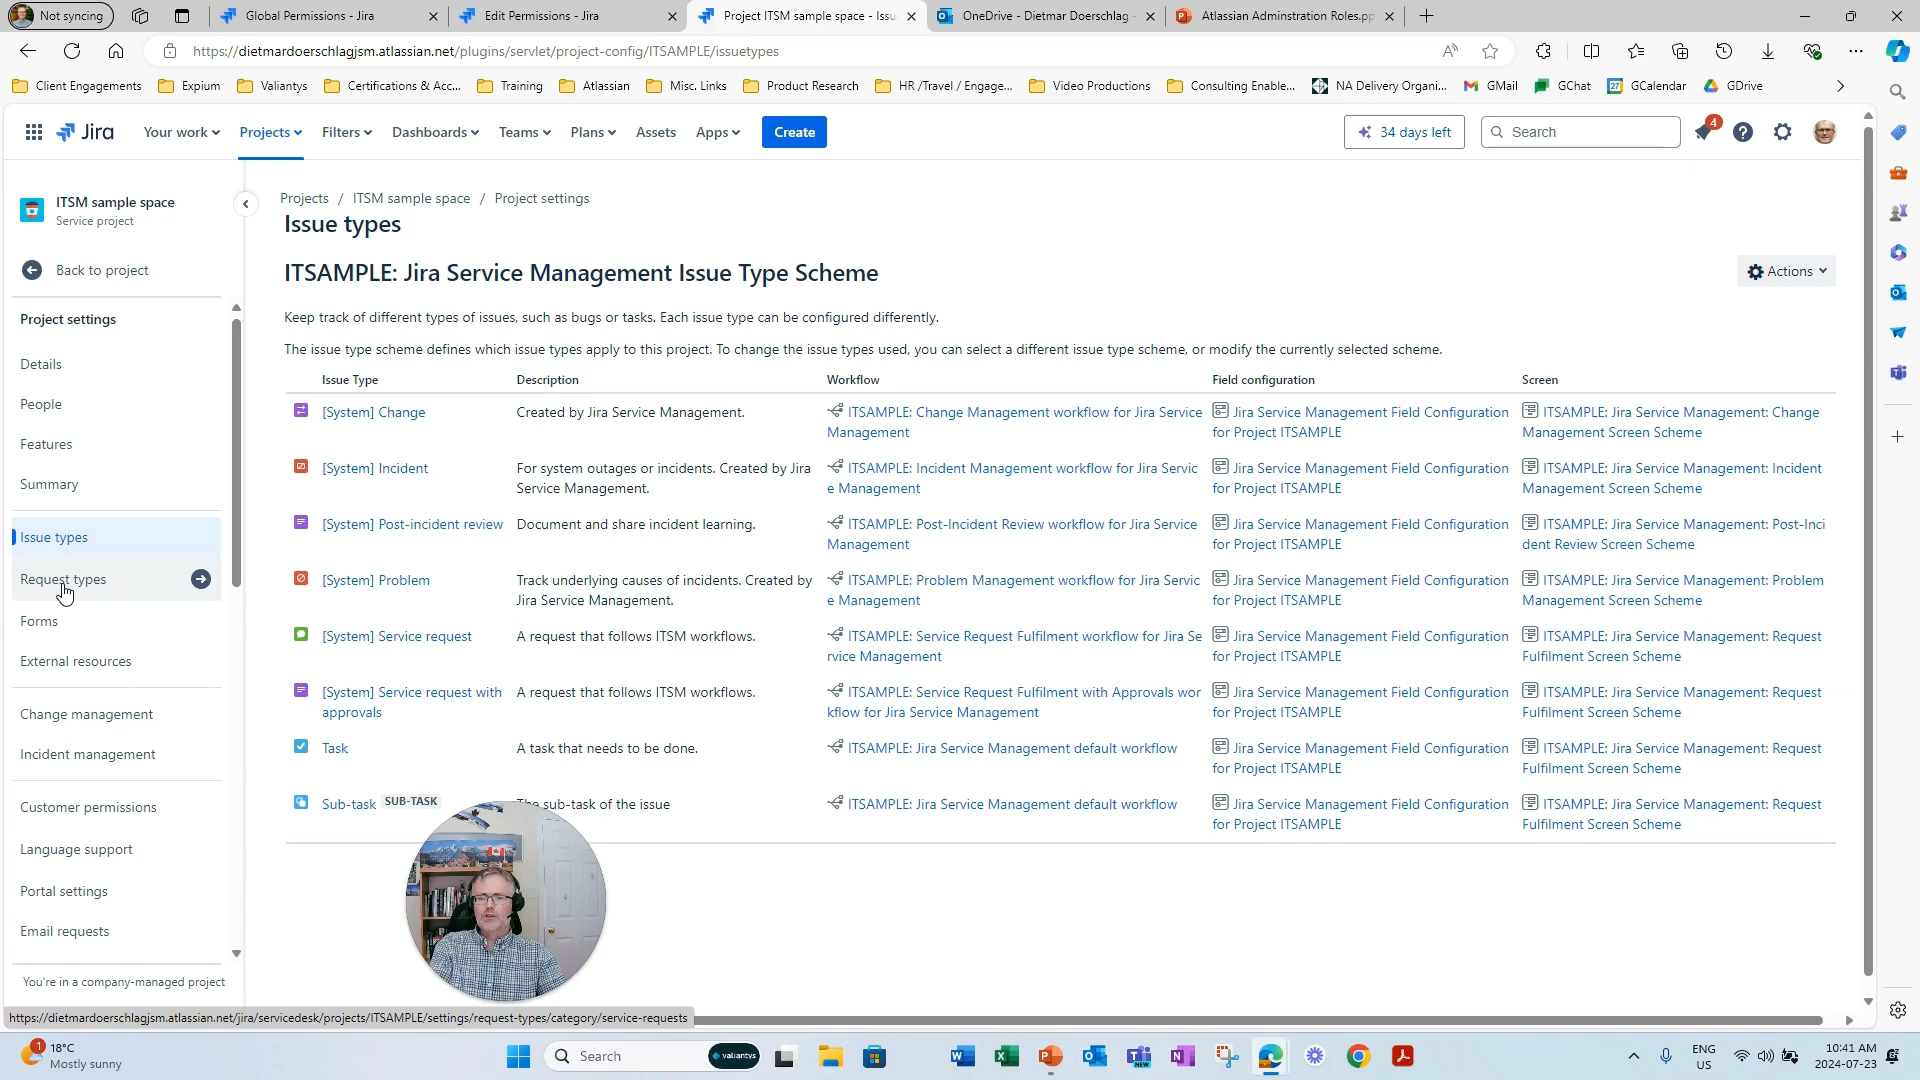 Not syncing
Global Permissions - Jira
Edit Permissions - Jira
Project ITSM sample space - Issu
OneDrive - Dietmar Doerschlag -
Atlassian Adminstration Roles.pp
https://dietmardoerschlagjsm.atlassian.net/plugins/servlet/project-config/ITSAMPLE/issuetypes
Client Engagements
Expium
Valiantys
Certifications & Acc...
Training
Atlassian
Misc. Links
Product Research
HR /Travel / Engage...
Video Productions
Consulting Enable...
NA Delivery Organi...
GMail
GChat
27
GCalendar
GDrive
Jira
Your work
Projects
Filters
Dashboards
Teams
Plans
Assets
Apps
Create
34 days left
Search
4
ITSM sample space
Service project
Back to project
Project settings
Details
People
Features
Summary
Issue types
Request types
Forms
External resources
Change management
Incident management
Customer permissions
Language support
Portal settings
Email requests
You're in a company-managed project
Projects / ITSM sample space / Project settings
Issue types
ITSAMPLE: Jira Service Management Issue Type Scheme
Actions
Keep track of different types of issues, such as bugs or tasks. Each issue type can be configured differently.
The issue type scheme defines which issue types apply to this project. To change the issue types used, you can select a different issue type scheme, or modify the currently selected scheme.
Issue Type Description Workflow Field configuration Screen
[System] Change
Created by Jira Service Management.
ITSAMPLE: Change Management workflow for Jira Service
Management
Jira Service Management Field Configuration
for Project ITSAMPLE
ITSAMPLE: Jira Service Management: Change
Management Screen Scheme
[System] Incident
For system outages or incidents. Created by Jira
Service Management.
ITSAMPLE: Incident Management workflow for Jira Servic
e Management
Jira Service Management Field Configuration
for Project ITSAMPLE
ITSAMPLE: Jira Service Management: Incident
Management Screen Scheme
[System] Post-incident review
Document and share incident learning.
ITSAMPLE: Post-Incident Review workflow for Jira Service
Management
Jira Service Management Field Configuration
for Project ITSAMPLE
ITSAMPLE: Jira Service Management: Post-Inci
dent Review Screen Scheme
[System] Problem
Track underlying causes of incidents. Created by
Jira Service Management.
ITSAMPLE: Problem Management workflow for Jira Servic
e Management
Jira Service Management Field Configuration
for Project ITSAMPLE
ITSAMPLE: Jira Service Management: Problem
Management Screen Scheme
[System] Service request
A request that follows ITSM workflows.
ITSAMPLE: Service Request Fulfilment workflow for Jira Se
rvice Management
Jira Service Management Field Configuration
for Project ITSAMPLE
ITSAMPLE: Jira Service Management: Request
Fulfilment Screen Scheme
[System] Service request with
approvals
A request that follows ITSM workflows.
ITSAMPLE: Service Request Fulfilment with Approvals wor
kflow for Jira Service Management
Jira Service Management Field Configuration
for Project ITSAMPLE
ITSAMPLE: Jira Service Management: Request
Fulfilment Screen Scheme
Task
A task that needs to be done.
ITSAMPLE: Jira Service Management default workflow
Jira Service Management Field Configuration
for Project ITSAMPLE
ITSAMPLE: Jira Service Management: Request
Fulfilment Screen Scheme
Sub-task SUB-TASK
The sub-task of the issue
ITSAMPLE: Jira Service Management default workflow
Jira Service Management Field Configuration
for Project ITSAMPLE
ITSAMPLE: Jira Service Management: Request
Fulfilment Screen Scheme
https://dietmardoerschlagjsm.atlassian.net/jira/servicedesk/projects/ITSAMPLE/settings/request-types/category/service-requests
1
18°C
Mostly sunny
Search
valiantys
NEW
ENG
US
10:41 AM
2024-07-23